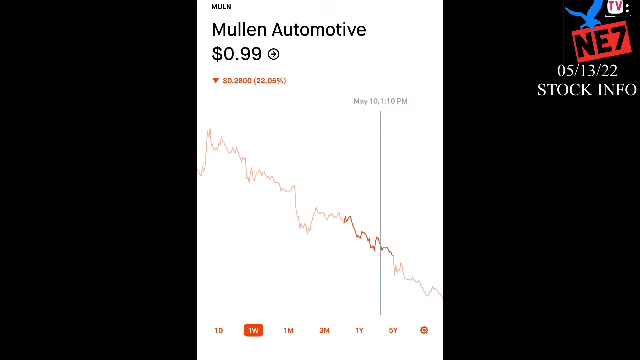 MULN
Mullen Automotive
$0.99
▼ $0.2800 (22.05%)
May 10, 1:10 PM
1D 1W 1M 3M 1Y 5Y
TV
NE7
05/13/22
STOCK INFO